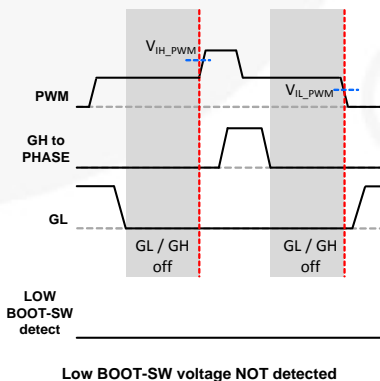 V_IH_PWM
V_IL_PWM
PWM
GH to
PHASE
GL
GL / GH
off
GL / GH
off
LOW
BOOT-SW
detect
Low BOOT-SW voltage NOT detected